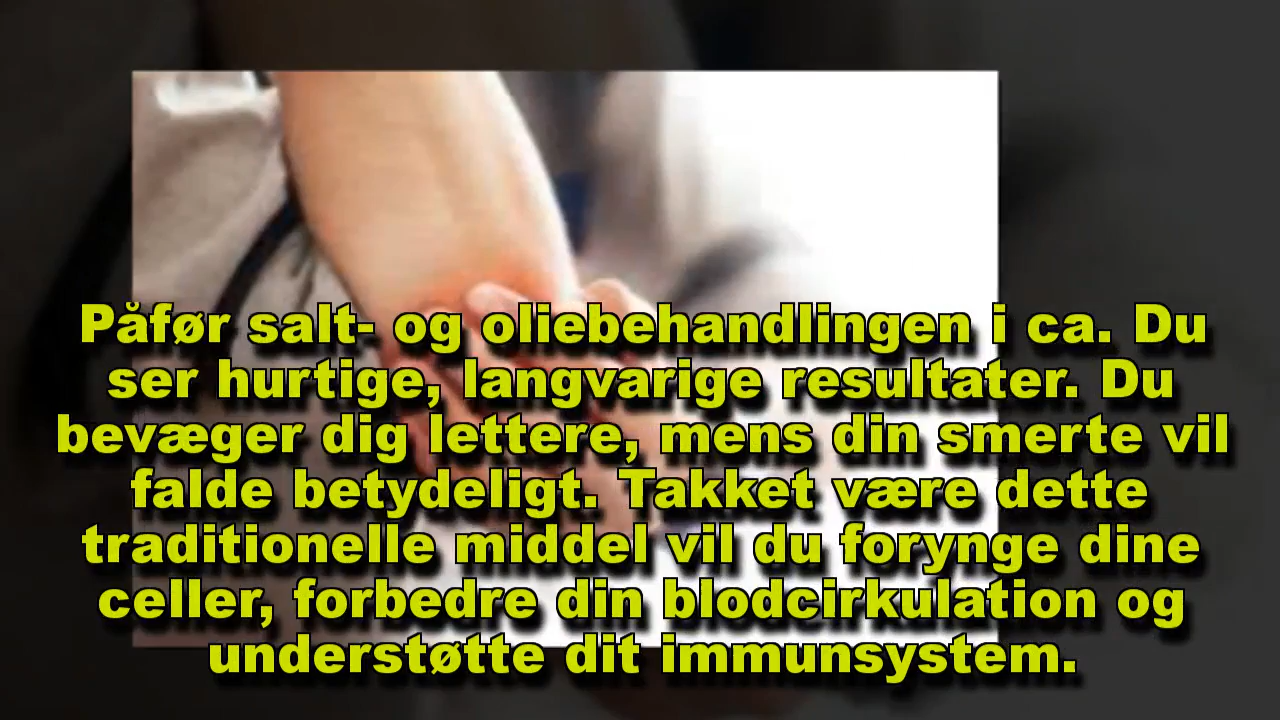 Påfør salt- og oliebehandlingen i ca. Du
ser hurtige, langvarige resultater. Du
bevæger dig lettere, mens din smerte vil
falde betydeligt. Takket være dette
traditionelle middel vil du forynge dine
celler, forbedre din blodcirkulation og
understøtte dit immunsystem.